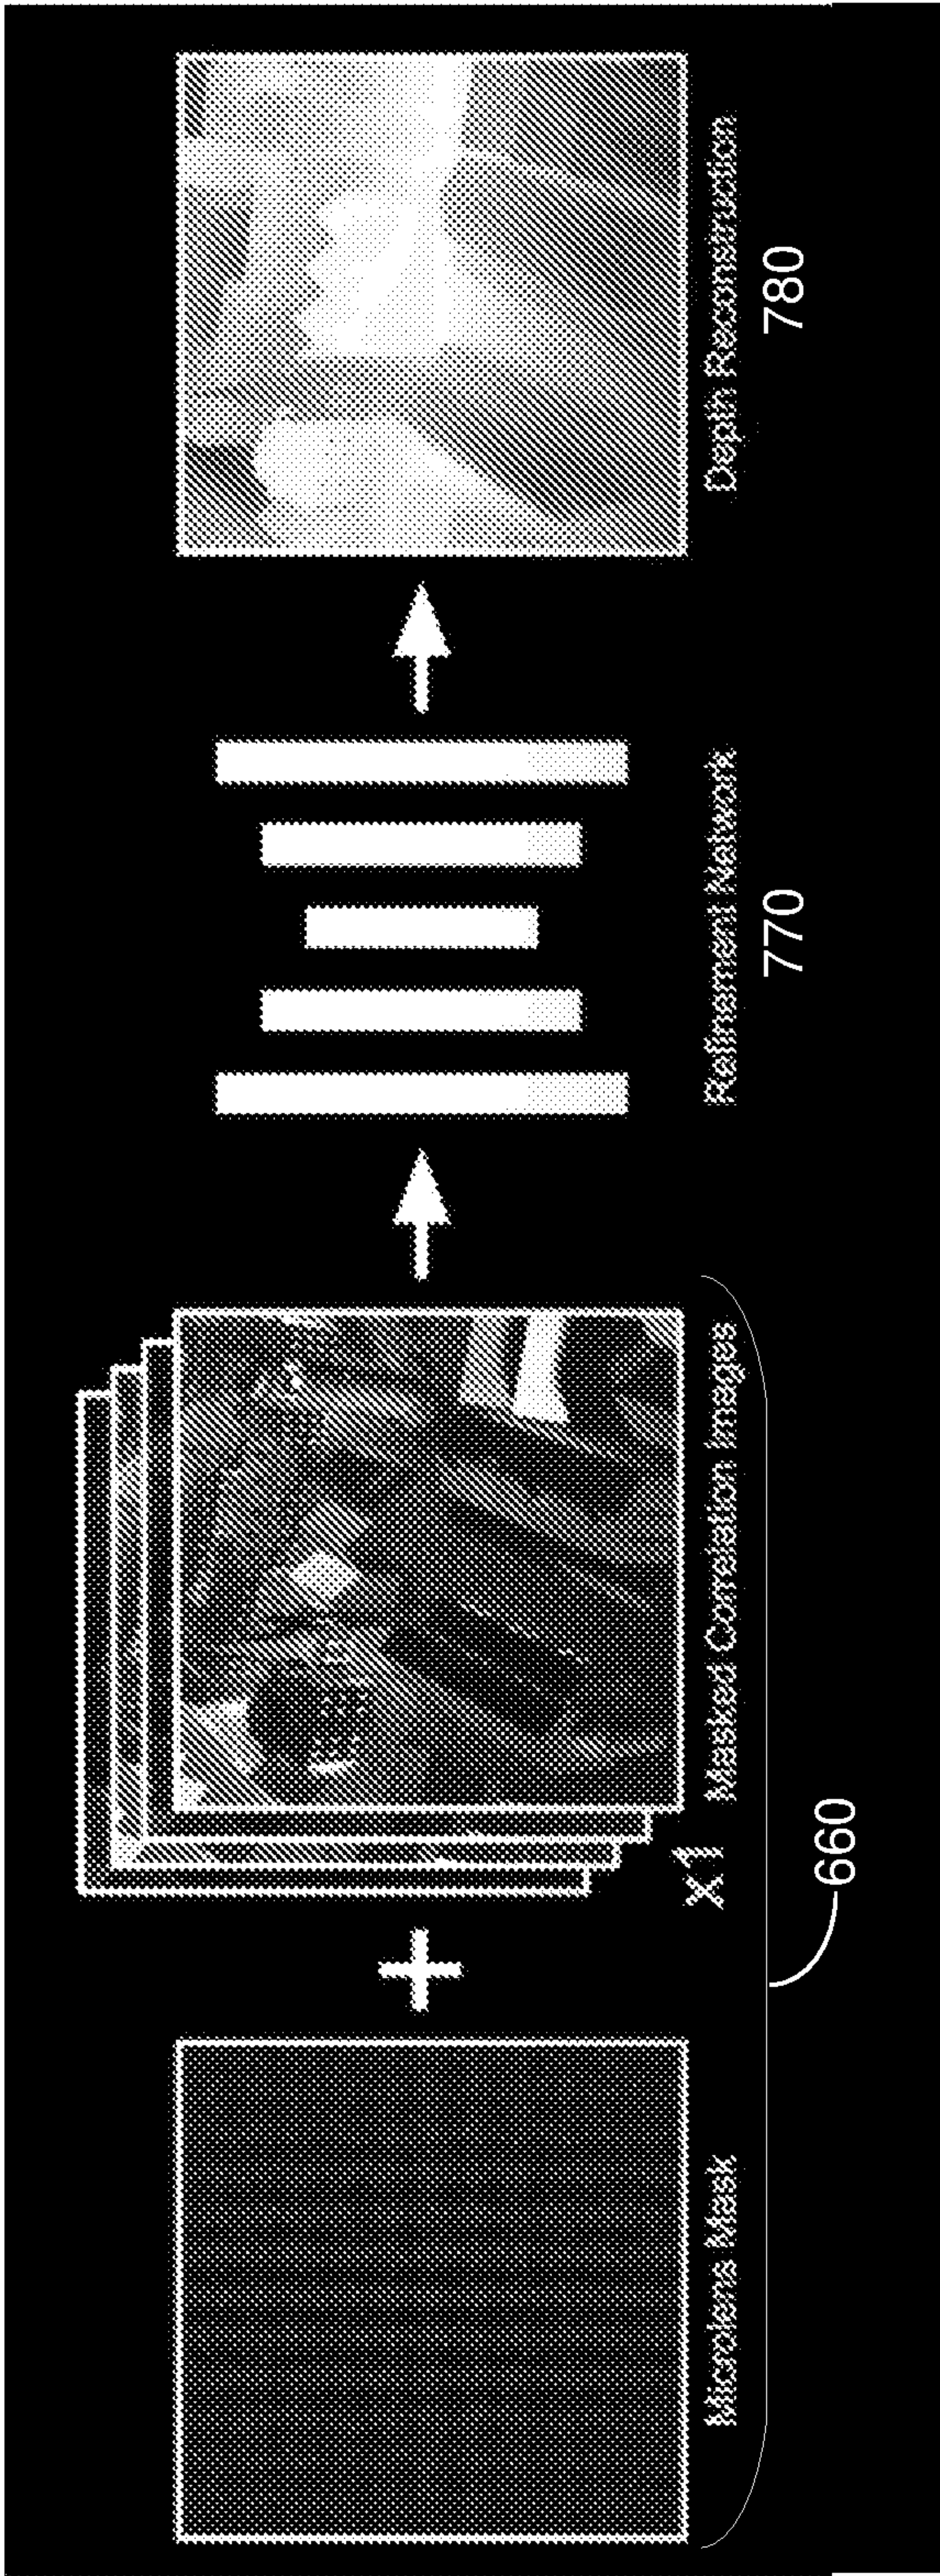 Microlens Mask
x1
Masked Correlation Images
660
Refinement Network
770
Depth Reconstruction
780